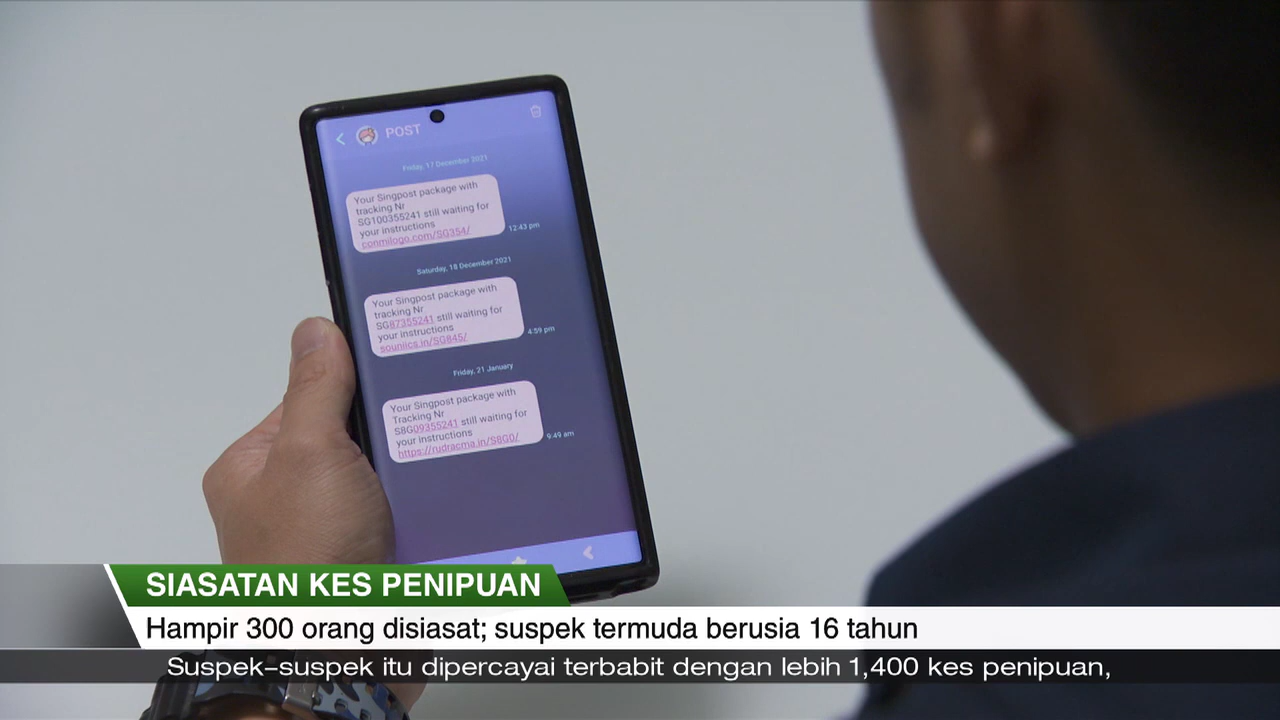 POST
Friday, 17 December 2021
Your Singpost package with
tracking Nr
SG100355241 still waiting for
your instructions
conmilogo.com/SG354/
12:43 pm
Saturday, 18 December 2021
Your Singpost package with
tracking Nr
SG87355241 still waiting for
your instructions
souniics.in/SG845/
4:59 pm
Friday, 21 January
Your Singpost package with
Tracking Nr
S8G09355241 still waiting for
your instructions
https://rudracma.in/S8G0/
9:49 am
SIASATAN KES PENIPUAN
Hampir 300 orang disiasat; suspek termuda berusia 16 tahun
Suspek-suspek itu dipercayai terbabit dengan lebih 1,400 kes penipuan,